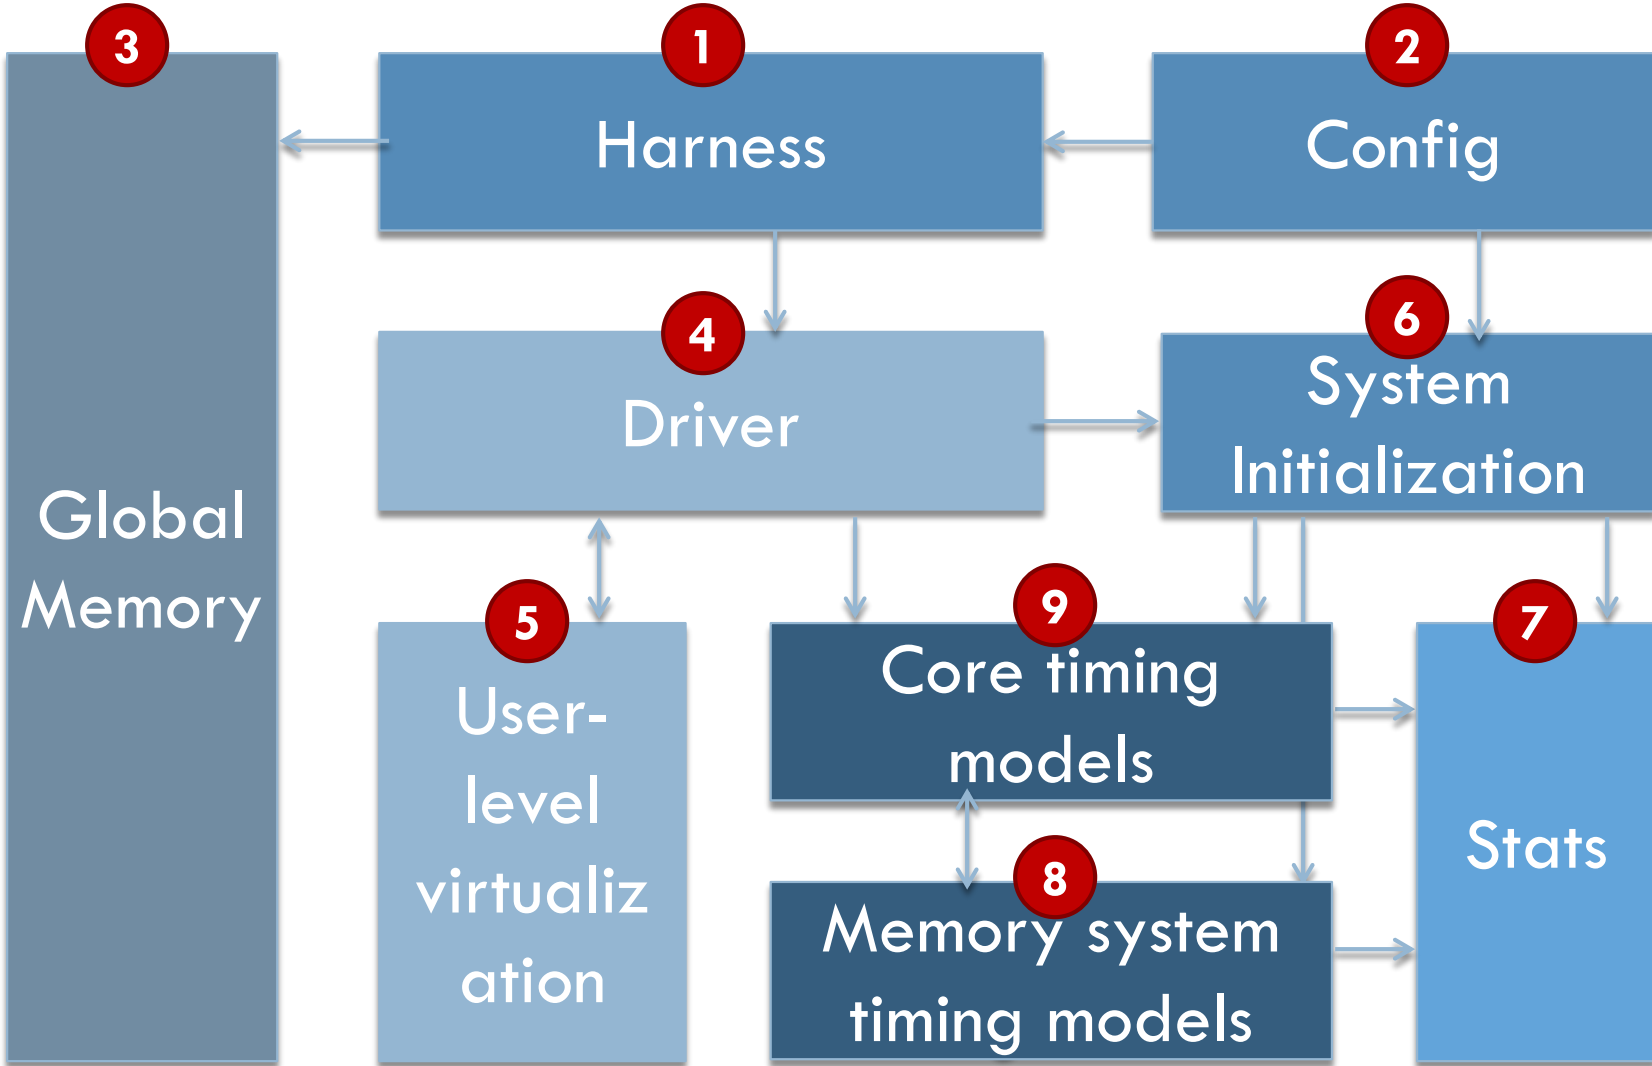 3
1
2
Harness
Config
4
6
Driver
System
Initialization
Global
Memory
5
9
7
User-
level
virtualiz
ation
Core timing
models
8
Memory system
timing models
Stats